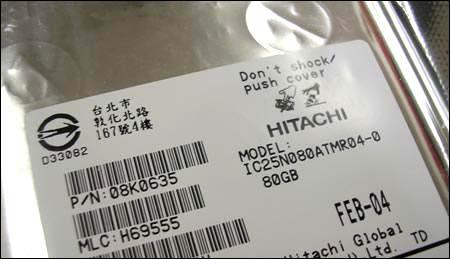 Don't shock/
push cover
台北市
敦化北路
167號4樓
D33082
HITACHI
MODEL:
IC25N080ATMR04-0
80GB
P/N:08K0635
MLC:H69555
FEB-04
Hitachi Global
TD